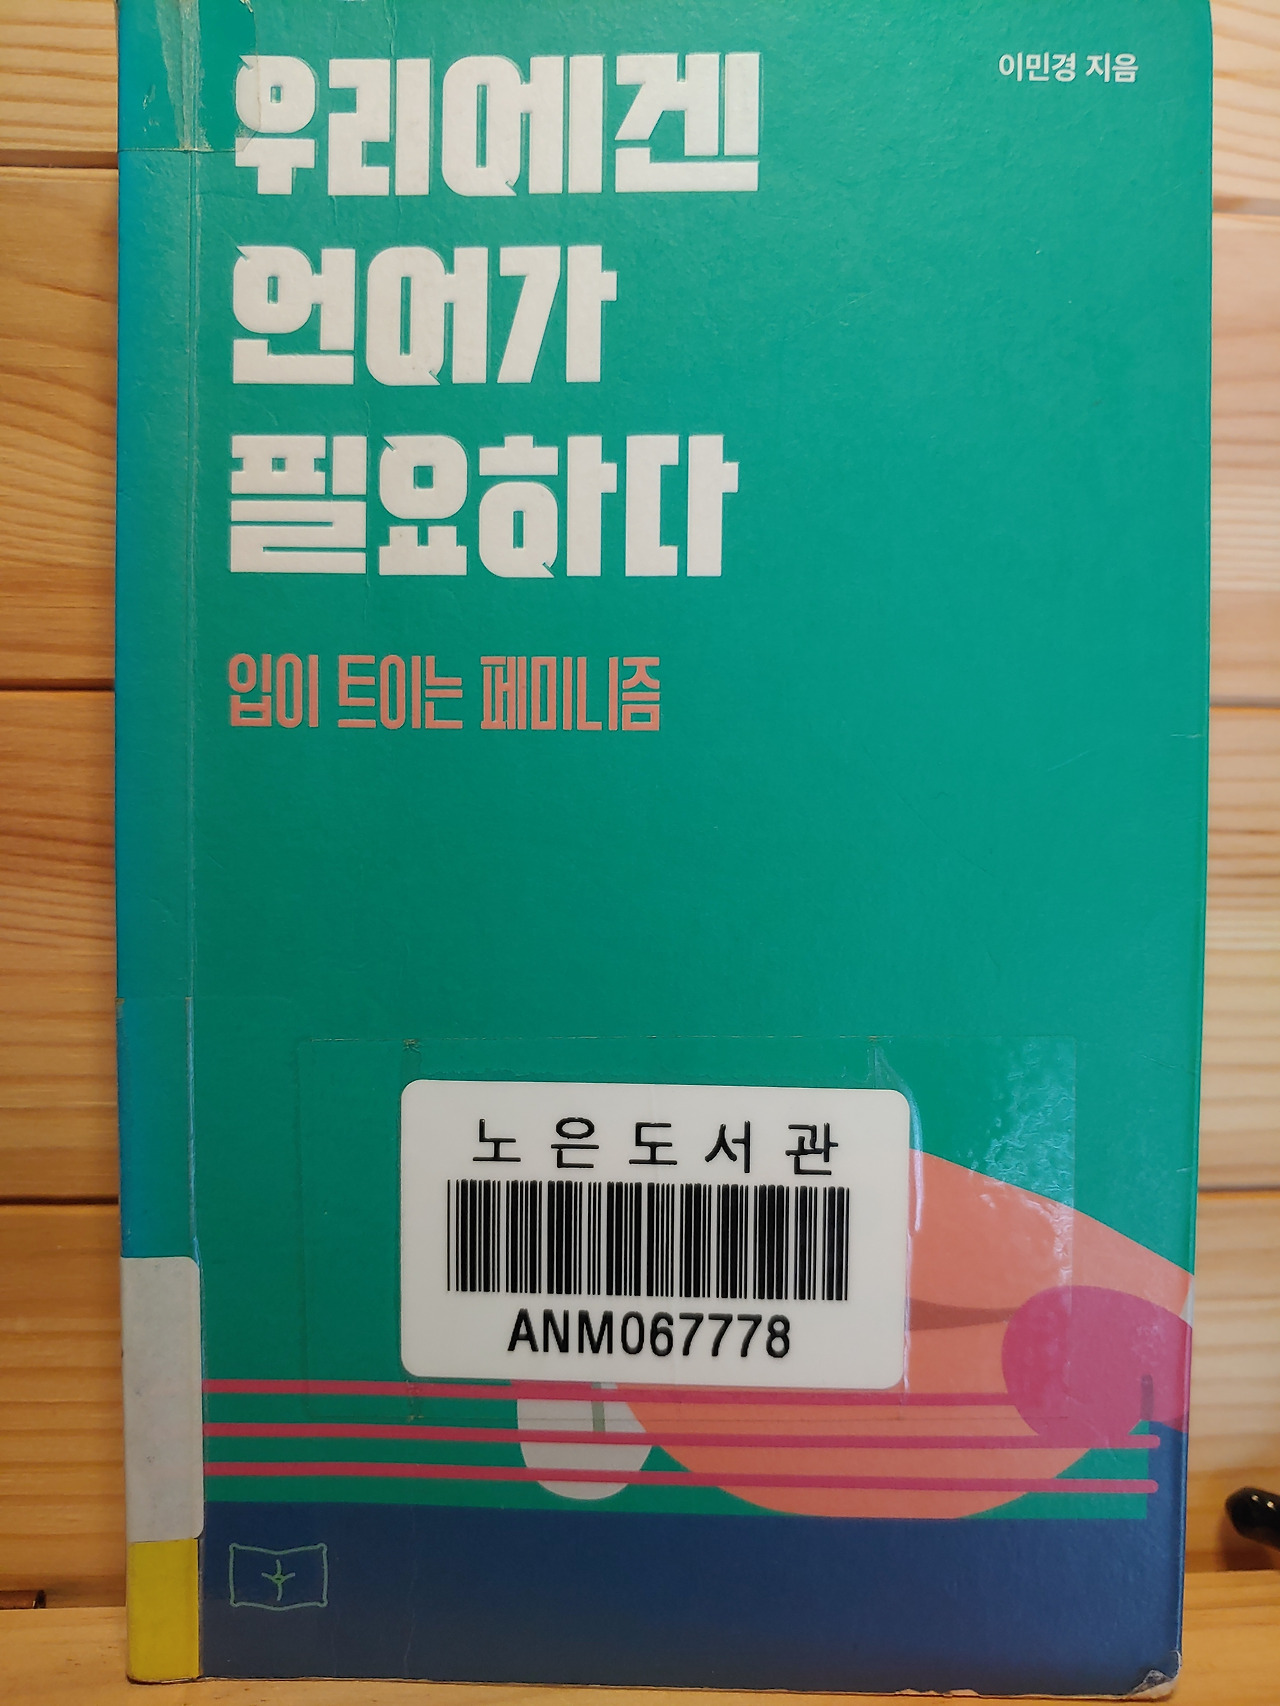 이민경 지음
우리에겐
언어가
필요하다
입이 트이는 페미니즘
노은도서관
ANM067778